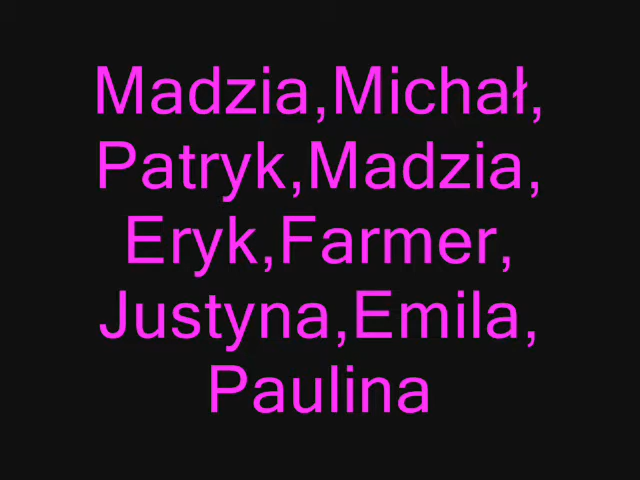 Madzia,Michał,
Patryk,Madzia,
Eryk,Farmer,
Justyna,Emila,
Paulina